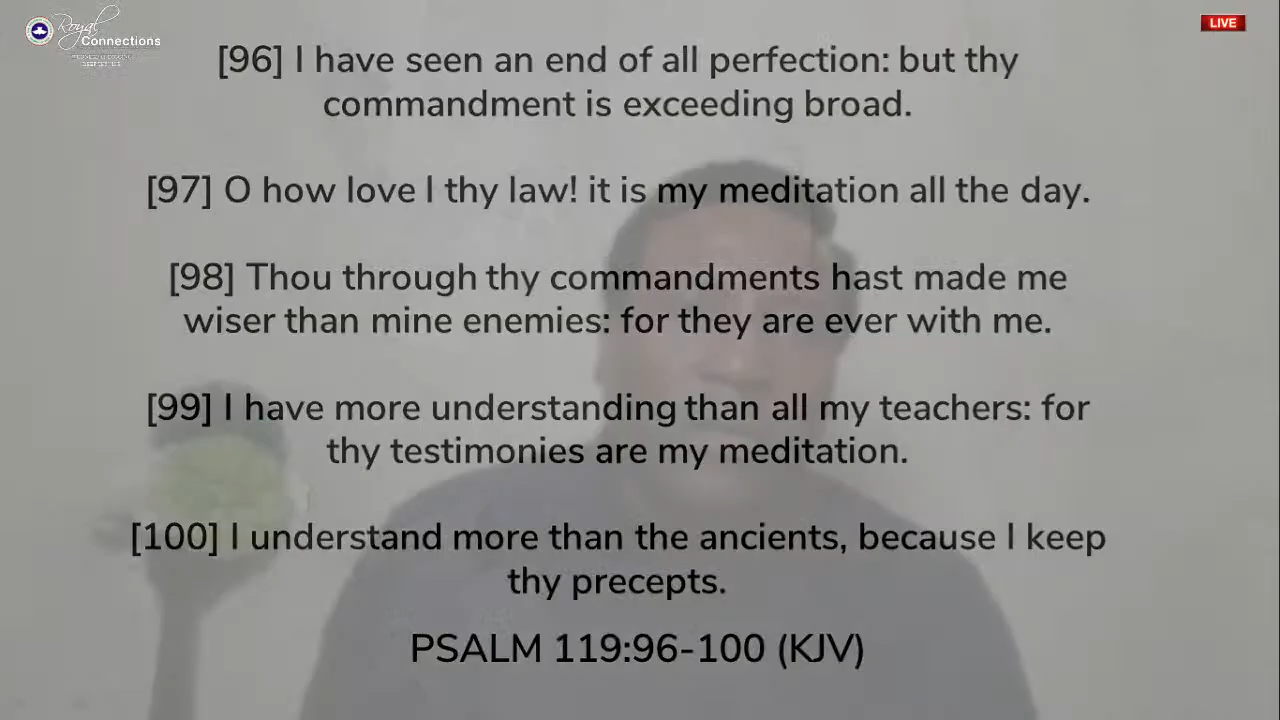 Royal
Connections
LIVE
[96] I have seen an end of all perfection: but thy
commandment is exceeding broad.
[97] O how love I thy law! it is my meditation all the day.
[98] Thou through thy commandments hast made me
wiser than mine enemies: for they are ever with me.
[99] I have more understanding than all my teachers: for
thy testimonies are my meditation.
[100] I understand more than the ancients, because I keep
thy precepts.
PSALM 119:96-100 (KJV)